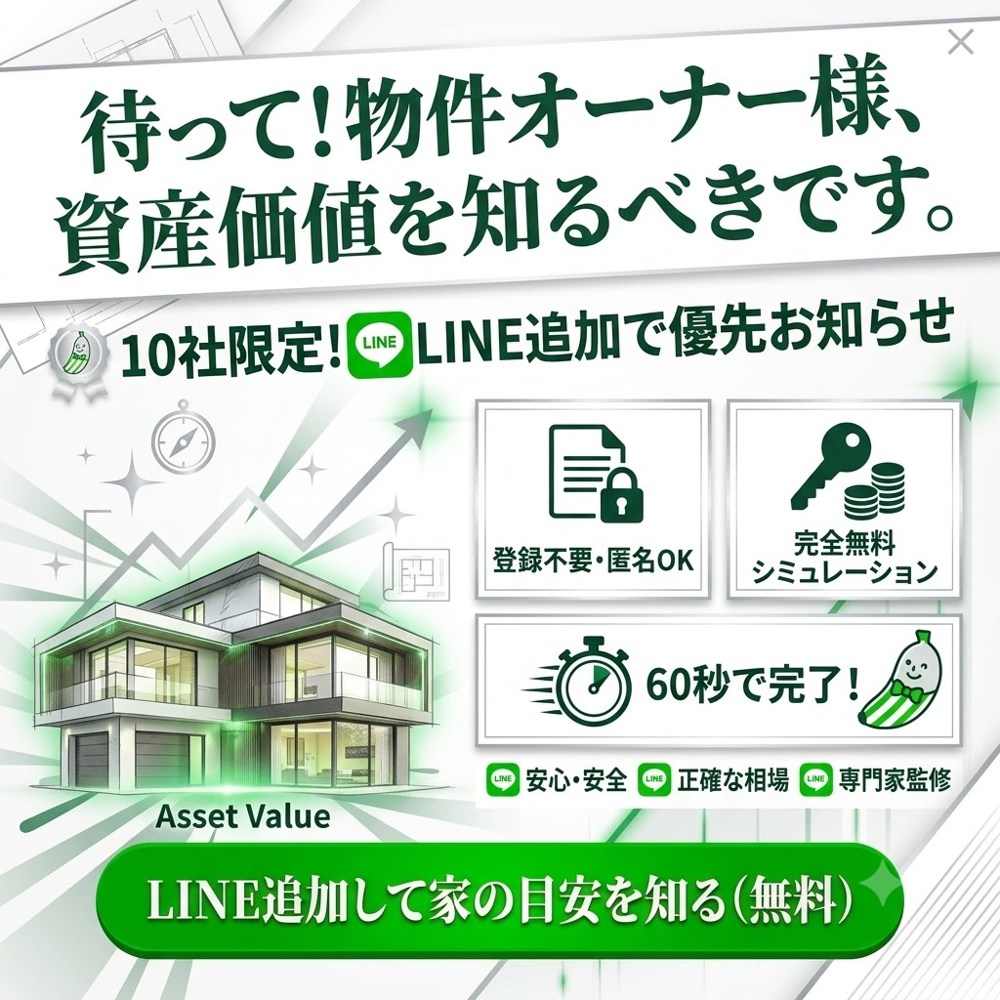 待って!物件オーナー様、
資産価値を知るべきです。
10社限定! LINE LINE追加で優先お知らせ
登録不要・匿名OK
完全無料
シミュレーション
60秒で完了!
LINE 安心・安全 LINE 正確な相場 LINE 専門家監修
Asset Value
LINE追加して家の目安を知る(無料)